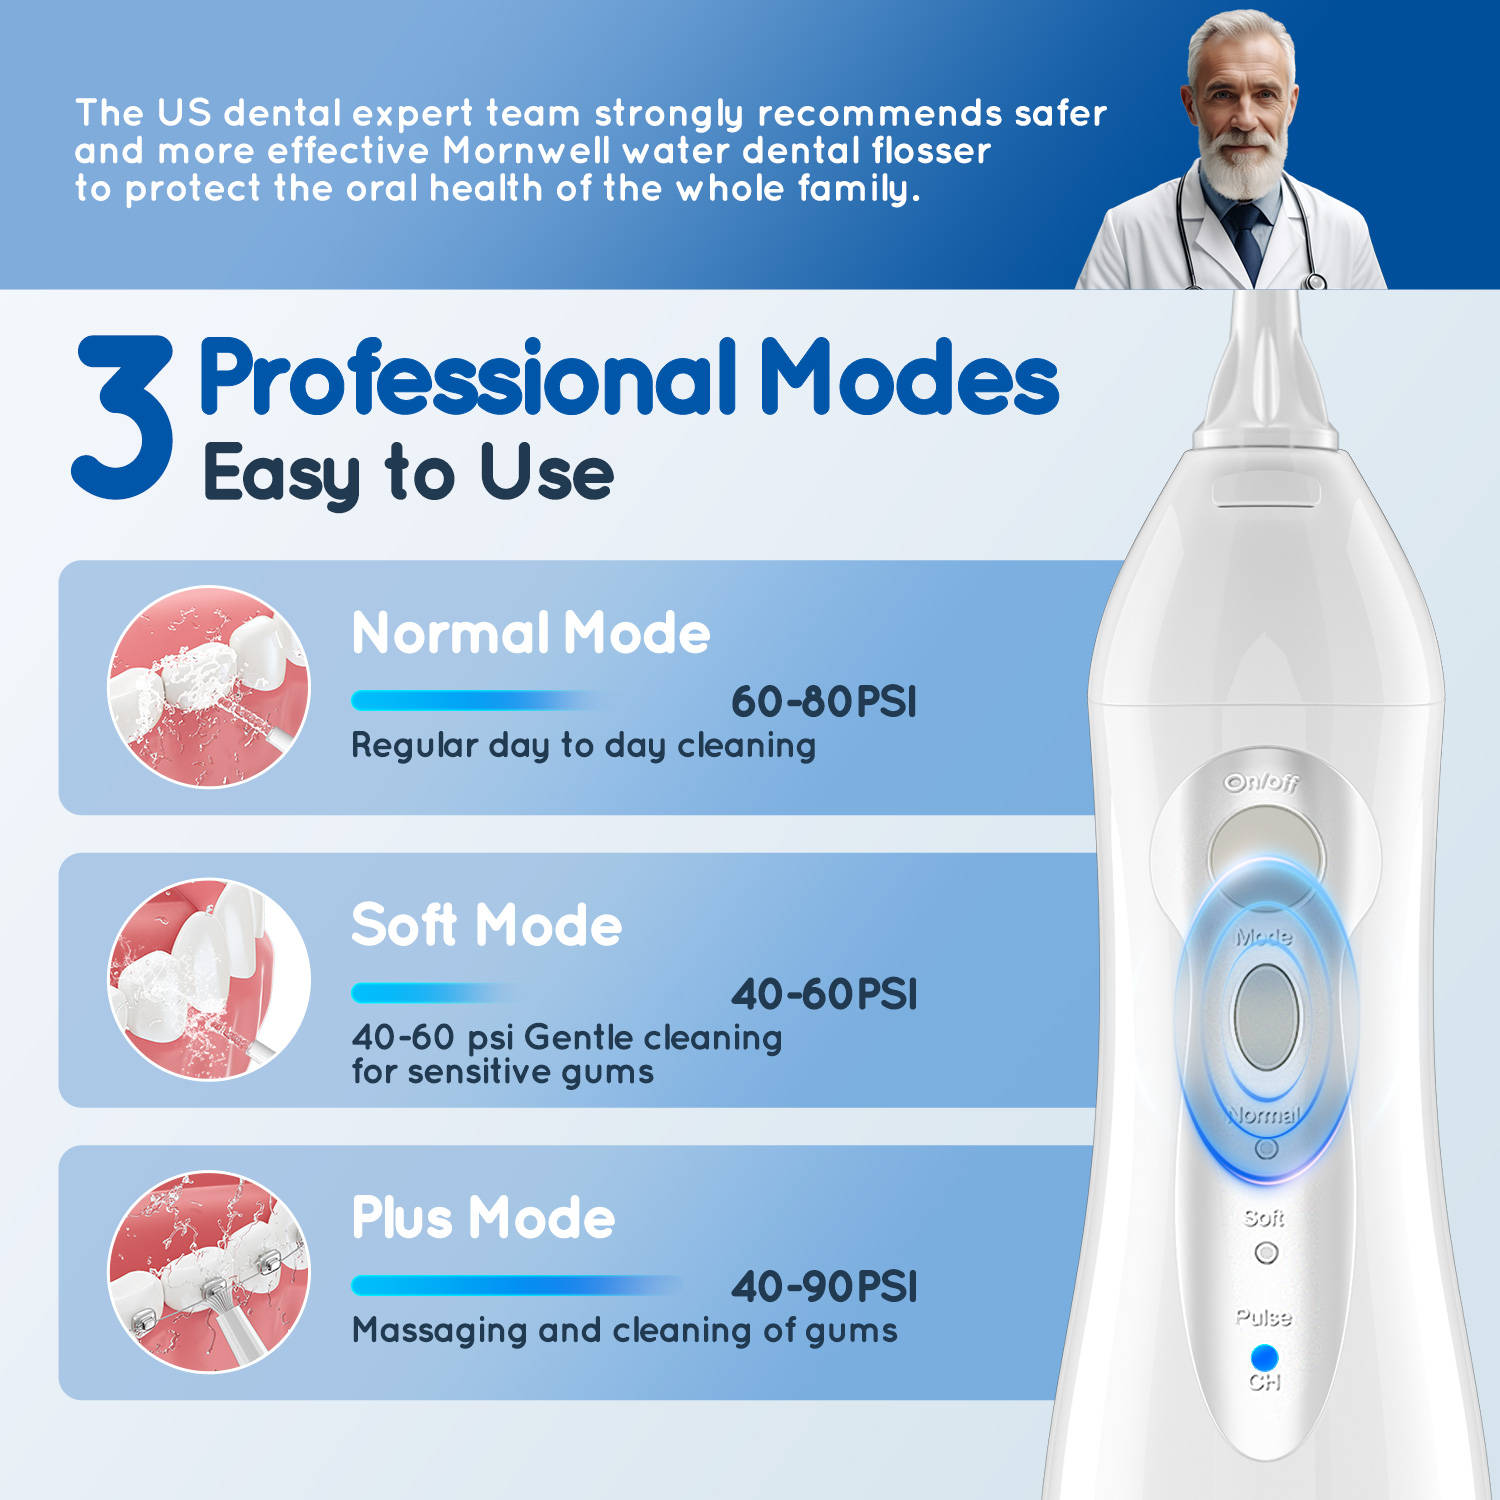 The US dental expert team strongly recommends safer
and more effective Mornwell water dental flosser
to protect the oral health of the whole family.
3 Professional Modes
Easy to Use
Normal Mode
60-80PSI
Regular day to day cleaning
Soft Mode
40-60PSI
40-60 psi Gentle cleaning
for sensitive gums
Plus Mode
40-90PSI
Massaging and cleaning of gums
On/off
Mode
Normal
Soft
Pulse
CH